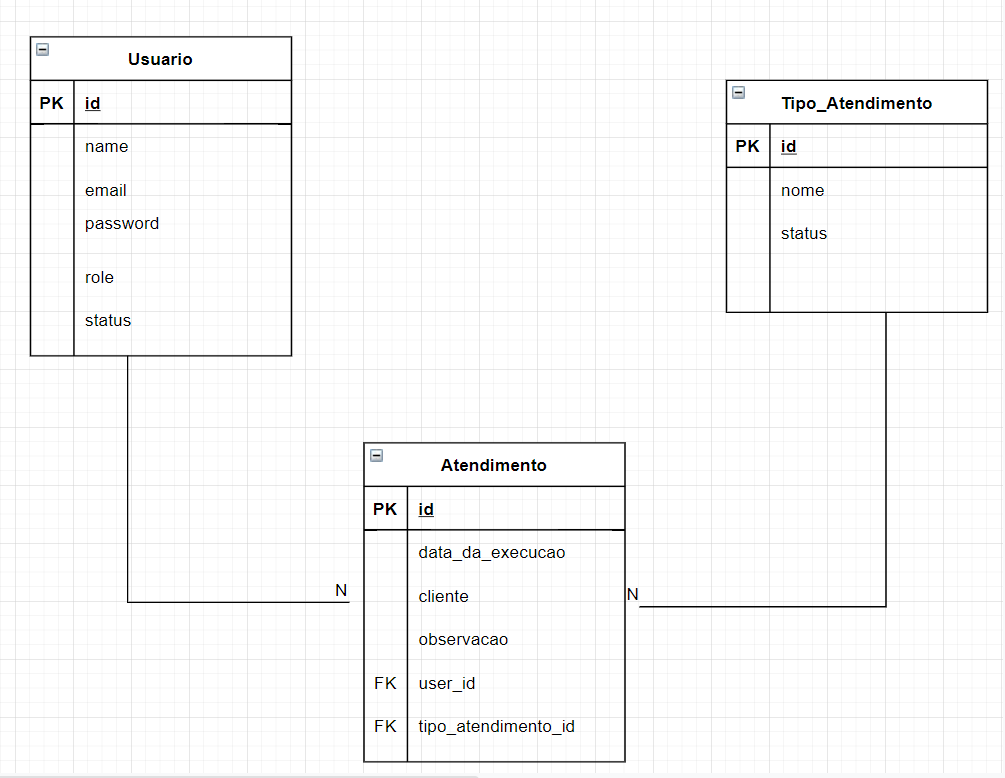 Usuario
PK id
name
email
password
role
status
Tipo_Atendimento
PK id
nome
status
N
N
Atendimento
PK id
data_da_execucao
cliente
observacao
FK user_id
FK tipo_atendimento_id